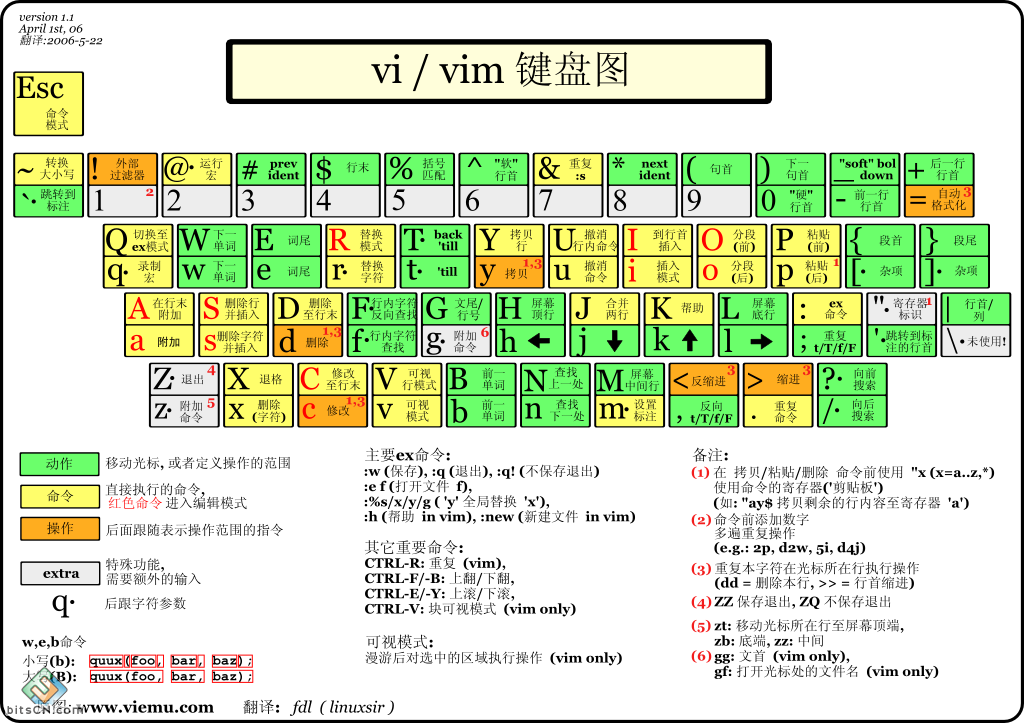 version 1.1
April 1st, 06
翻译:2006-5-22
vi / vim 键盘图
Esc
命令
模式
~ 转换
大小写
! 外部
过滤器
@· 运行
宏
# prev
ident
$ 行末
% 括号
匹配
^ "软"
行首
& 重复
:s
* next
ident
( 句首
) 下一
句首
"soft" bol
_ down
+ 后一行
行首
`· 跳转到
标注
1 2
2
3
4
5
6
7
8
9
0 "硬"
行首
- 前一行
行首
= 自动 3
格式化
Q 切换至
ex模式
W 下一
单词
E 词尾
R 替换
模式
T· back
'till
Y 拷贝
行
U 撤消
行内命令
I 到行首
插入
O 分段
(前)
P 粘贴
(前)
{ 段首
} 段尾
q· 录制
宏
w 下一
单词
e 词尾
r· 替换
字符
t· 'till
y 拷贝 1,3
u 撤消
命令
i 插入
模式
o 分段
(后)
p 粘贴 1
(后)
[· 杂项
]· 杂项
A 在行末
附加
S 删除行
并插入
D 删除
至行末
F· 行内字符
反向查找
G 文尾/
行号
H 屏幕
顶行
J 合并
两行
K 帮助
L 屏幕
底行
: ex
命令
"· 寄存器 1
标识
| 行首/
列
a 附加
s 删除字符
并插入
d 删除 1,3
f· 行内字符
查找
g· 附加 6
命令
h ←
j ↓
k ↑
l →
; 重复
t/T/f/F
'· 跳转到标
注的行首
\· 未使用!
Z· 退出 4
X 退格
C 修改
至行末
V 可视
行模式
B 前一
单词
N 查找
上一处
M 屏幕
中间行
< 反缩进 3
> 缩进 3
?· 向前
搜索
z· 附加 5
命令
x 删除
(字符)
c 修改 1,3
v 可视
模式
b 前一
单词
n 查找
下一处
m· 设置
标注
, 反向
t/T/f/F
. 重复
命令
/· 向后
搜索
动作 移动光标, 或者定义操作的范围
命令 直接执行的命令,
红色命令 进入编辑模式
操作 后面跟随表示操作范围的指令
extra 特殊功能,
需要额外的输入
q· 后跟字符参数
w,e,b命令
小写(b): quux(foo, bar, baz);
大写(B): quux(foo, bar, baz);
主要ex命令:
:w (保存), :q (退出), :q! (不保存退出)
:e f (打开文件 f),
:%s/x/y/g ( 'y' 全局替换 'x'),
:h (帮助 in vim), :new (新建文件 in vim)
其它重要命令:
CTRL-R: 重复 (vim),
CTRL-F/-B: 上翻/下翻,
CTRL-E/-Y: 上滚/下滚,
CTRL-V: 块可视模式 (vim only)
可视模式:
漫游后对选中的区域执行操作 (vim only)
备注:
(1) 在 拷贝/粘贴/删除 命令前使用 "x (x=a..z,*)
使用命令的寄存器('剪贴板')
(如: "ay$ 拷贝剩余的行内容至寄存器 'a')
(2) 命令前添加数字
多遍重复操作
(e.g.: 2p, d2w, 5i, d4j)
(3) 重复本字符在光标所在行执行操作
(dd = 删除本行, >> = 行首缩进)
(4) ZZ 保存退出, ZQ 不保存退出
(5) zt: 移动光标所在行至屏幕顶端,
zb: 底端, zz: 中间
(6) gg: 文首 (vim only),
gf: 打开光标处的文件名 (vim only)
图: www.viemu.com 翻译: fdl ( linuxsir )
bitsCN.com